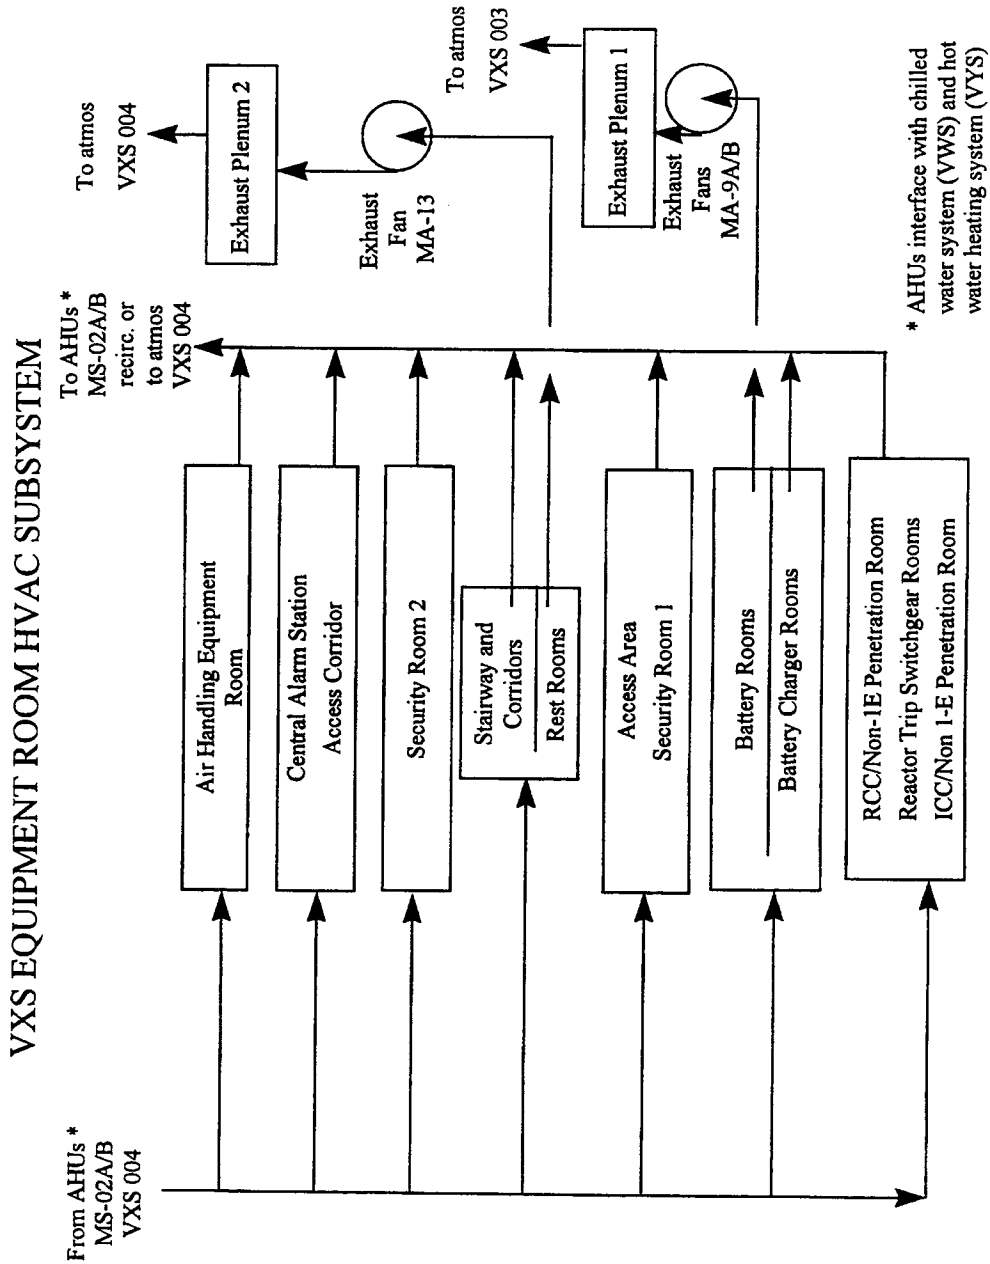 VXS EQUIPMENT ROOM HVAC SUBSYSTEM
From AHUs *
MS-02A/B
VXS 004
Air Handling Equipment
Room
Central Alarm Station
Access Corridor
Security Room 2
Stairway and
Corridors
Rest Rooms
Access Area
Security Room 1
Battery Rooms
Battery Charger Rooms
RCC/Non-1E Penetration Room
Reactor Trip Switchgear Rooms
ICC/Non 1-E Penetration Room
To AHUs *
MS-02A/B
recirc. or
to atmos
VXS 004
To atmos
VXS 004
Exhaust Plenum 2
Exhaust
Fan
MA-13
To atmos
VXS 003
Exhaust Plenum 1
Exhaust
Fans
MA-9A/B
* AHUs interface with chilled
water system (VWS) and hot
water heating system (VYS)